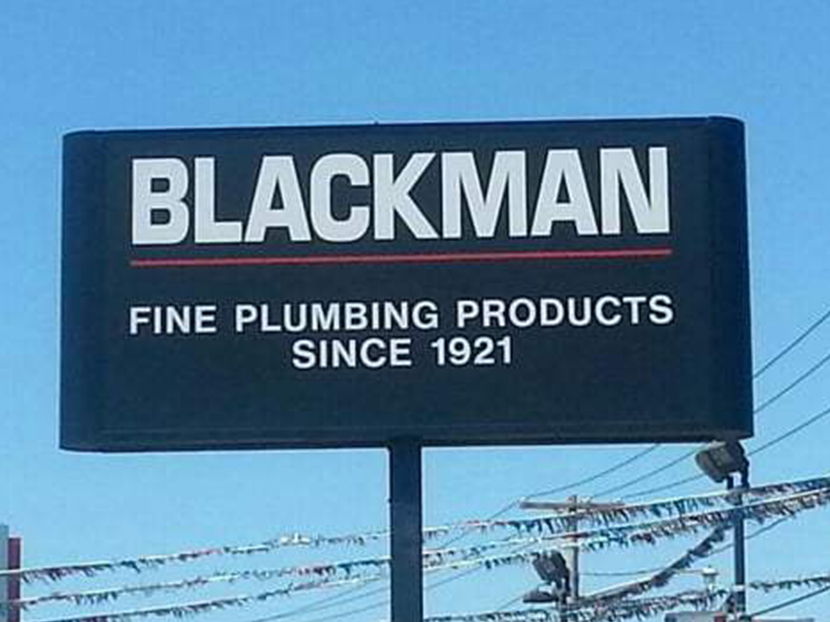 BLACKMAN
FINE PLUMBING PRODUCTS
SINCE 1921